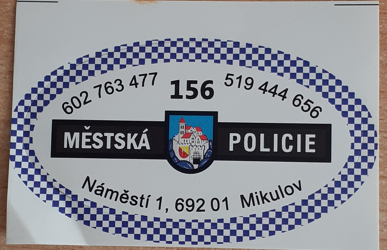 602 763 477 156 519 444 656
MĚSTSKÁ POLICIE
Náměstí 1, 692 01 Mikulov